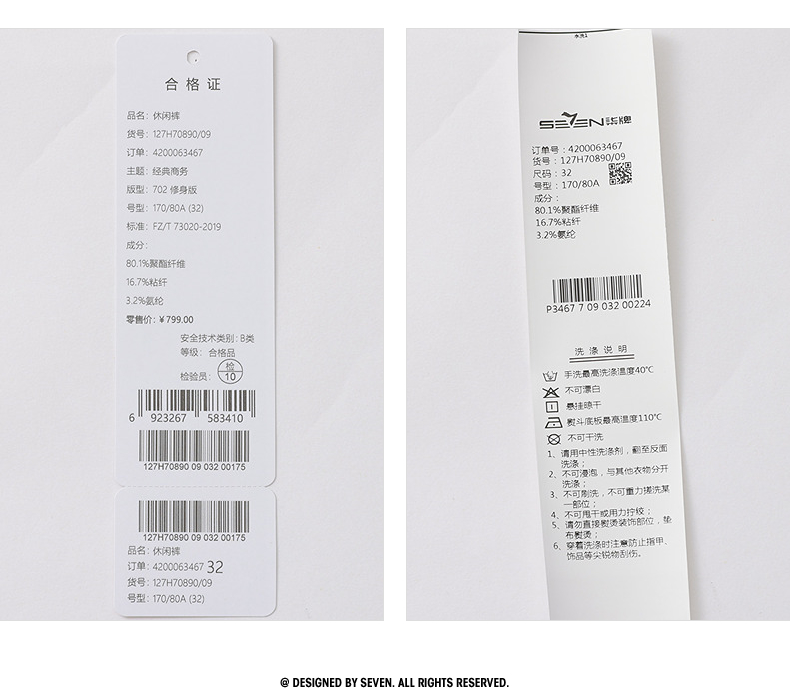 合格证
品名: 休闲裤
货号: 127H70890/09
订单: 4200063467
主题: 经典商务
版型: 702 修身版
号型: 170/80A (32)
标准: FZ/T 73020-2019
成分:
80.1%聚酯纤维
16.7%粘纤
3.2%氨纶
零售价: ¥799.00
安全技术类别: B类
等级: 合格品
检验员: 检 10
6 923267 583410
127H70890 09 032 00175
127H70890 09 032 00175
品名: 休闲裤
订单: 4200063467 32
货号: 127H70890/09
号型: 170/80A (32)
水洗1
SEVEN 柒牌
订单号：4200063467
货号：127H70890/09
尺码：32
号型：170/80A
成分：
80.1%聚酯纤维
16.7%粘纤
3.2%氨纶
P3467 7 09 032 00224
洗涤说明
手洗最高洗涤温度40℃
不可漂白
悬挂晾干
熨斗底板最高温度110℃
不可干洗
1、请用中性洗涤剂，翻至反面
洗涤；
2、不可浸泡，与其他衣物分开
洗涤；
3、不可刷洗，不可重力搓洗某
一部位；
4、不可甩干或用力拧绞；
5、请勿直接熨烫装饰部位，垫
布熨烫；
6、穿着洗涤时注意防止指甲、
饰品等尖锐物刮伤。
@ DESIGNED BY SEVEN. ALL RIGHTS RESERVED.